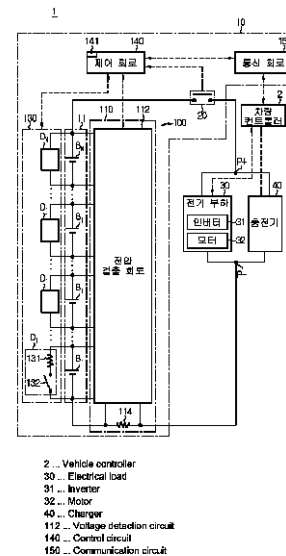 1
10
141
140
제어 회로
15
통신 회로
130
11
110
112
100
20
2
차량
컨트롤러
P+
30
40
전기 부하
인버터
31
모터
32
충전기
전압
검출 회로
P-
131
132
114
2 ... Vehicle controller
30 ... Electrical load
31 ... Inverter
32 ... Motor
40 ... Charger
112 ... Voltage detection circuit
140 ... Control circuit
150 ... Communication circuit